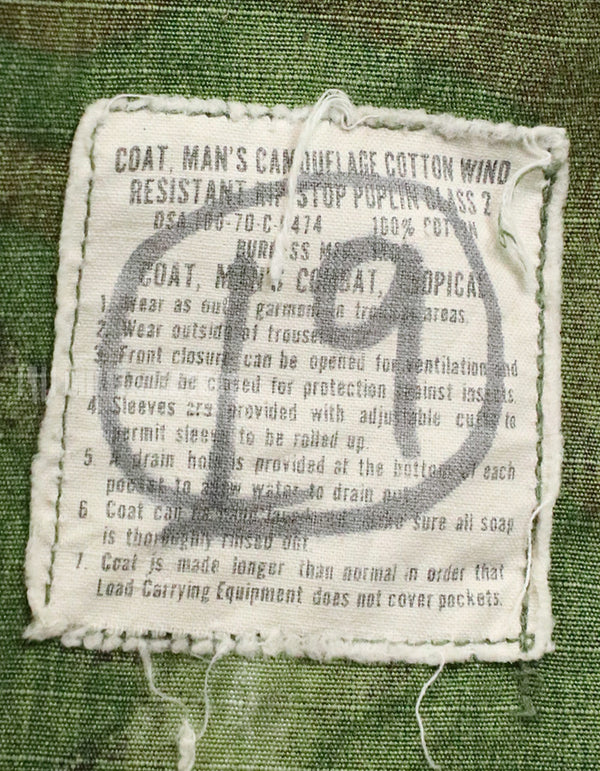 COAT, MAN'S CAMOUFLAGE COTTON WIND
RESISTANT RIP STOP POPLIN CLASS 2
100% COTTON
COAT, MAN'S COMBAT, TROPICAL
1. Wear as outer garment in tropical areas.
2. Wear outside of trousers.
3. Front closure can be opened for ventilation and
should be closed for protection against insects.
4. Sleeves are provided with adjustable cuffs to
permit sleeves to be rolled up.
5. A drain hole is provided at the bottom of each
pocket to allow water to drain out.
6. Coat can be sure all soap
is thoroughly rinsed out.
7. Coat is made longer than normal in order that
Load Carrying Equipment does not cover pockets.
19